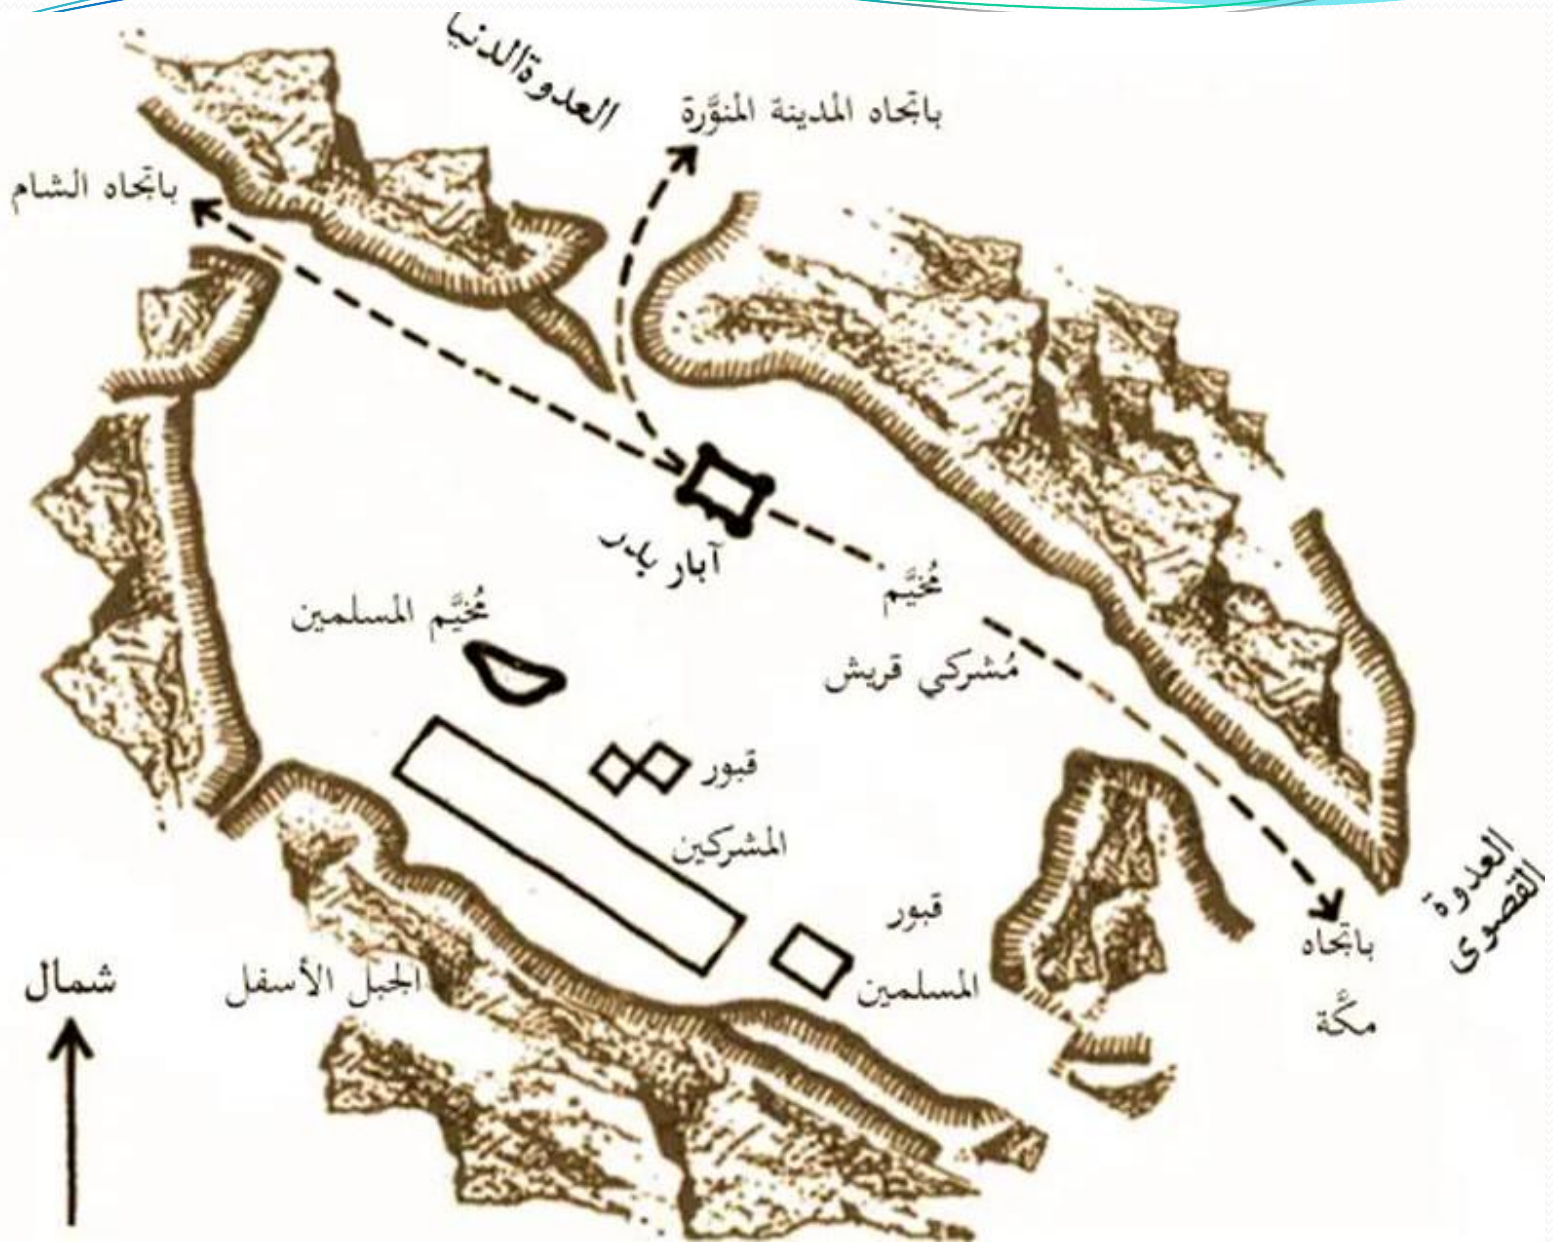 العدوة الدنيا
باتجاه المدينة المنوَّرة
باتجاه الشام
آبار بدر
مُخيَّم
مُشركي قريش
مُخيَّم المسلمين
قبور
المشركين
قبور
المسلمين
العدوة
القصوى
باتجاه
مكَّة
الجبل الأسفل
شمال